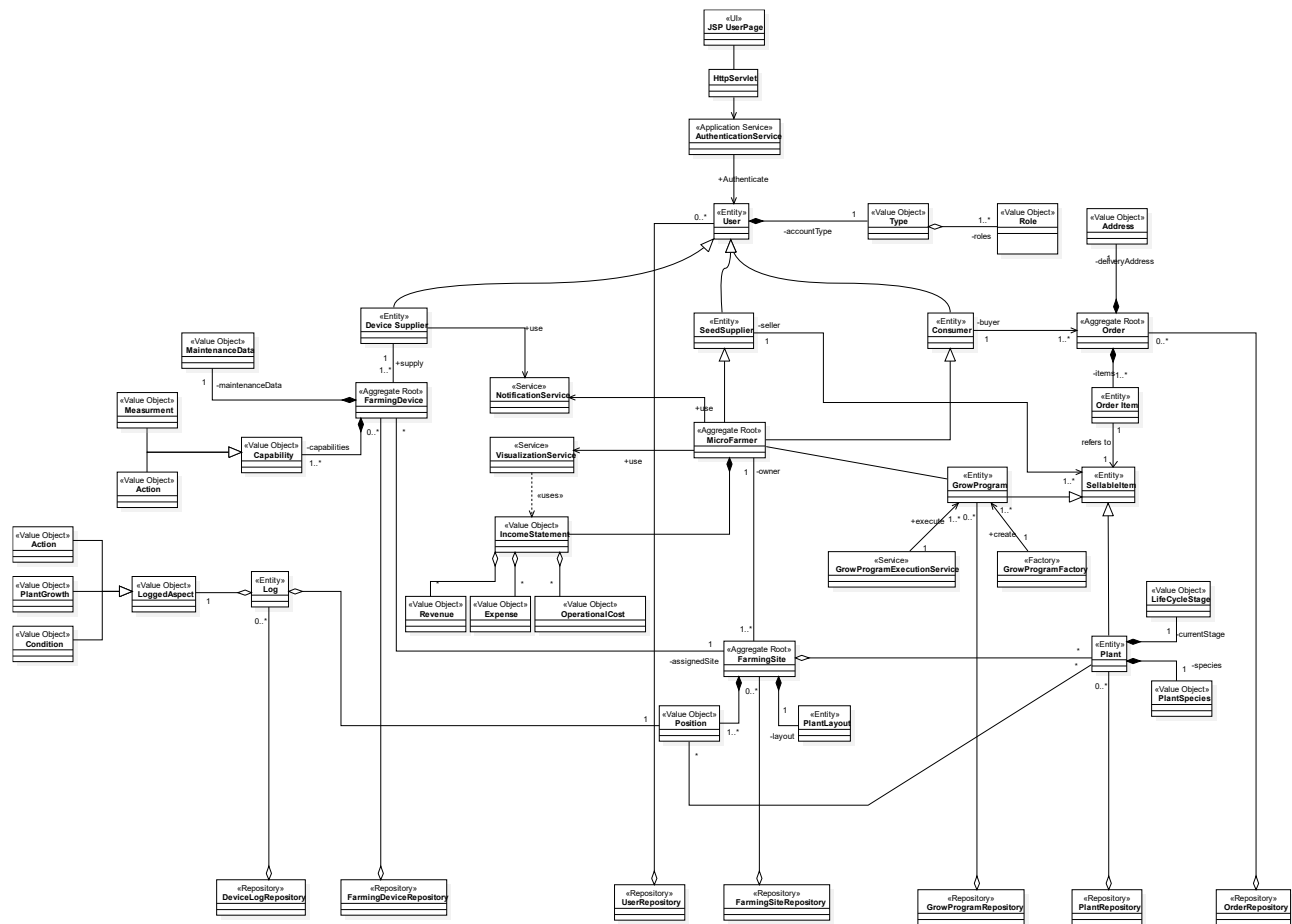 «UI»
JSP UserPage
HttpServlet
«Application Service»
AuthenticationService
+Authenticate
0..*
«Entity»
User
1
-accountType
«Value Object»
Type
1..*
-roles
«Value Object»
Role
«Value Object»
Address
1
-deliveryAddress
«Entity»
Device Supplier
+use
«Entity»
SeedSupplier
-seller
1
«Entity»
Consumer
-buyer
1
1..*
«Aggregate Root»
Order
0..*
«Value Object»
MaintenanceData
1
-maintenanceData
1
+supply
1..*
«Aggregate Root»
FarmingDevice
0..*
*
«Service»
NotificationService
+use
-items
1..*
«Entity»
Order Item
1
refers to
1
«Value Object»
Measurment
«Value Object»
Capability
-capabilities
1..*
«Value Object»
Action
«Service»
VisualizationService
+use
«Aggregate Root»
MicroFarmer
1
-owner
«uses»
«Entity»
GrowProgram
1..*
«Entity»
SellableItem
+execute
1..*
0..*
1..*
+create
1
1
«Service»
GrowProgramExecutionService
«Factory»
GrowProgramFactory
«Value Object»
IncomeStatement
*
*
*
«Value Object»
Revenue
«Value Object»
Expense
«Value Object»
OperationalCost
«Value Object»
Action
«Value Object»
PlantGrowth
«Value Object»
Condition
«Value Object»
LoggedAspect
1
«Entity»
Log
0..*
«Value Object»
LifeCycleStage
1
-currentStage
1..*
1
-assignedSite
«Aggregate Root»
FarmingSite
0..*
*
*
«Entity»
Plant
0..*
-species
1
«Value Object»
PlantSpecies
1
«Value Object»
Position
1..*
*
1
-layout
«Entity»
PlantLayout
«Repository»
DeviceLogRepository
«Repository»
FarmingDeviceRepository
«Repository»
UserRepository
«Repository»
FarmingSiteRepository
«Repository»
GrowProgramRepository
«Repository»
PlantRepository
«Repository»
OrderRepository